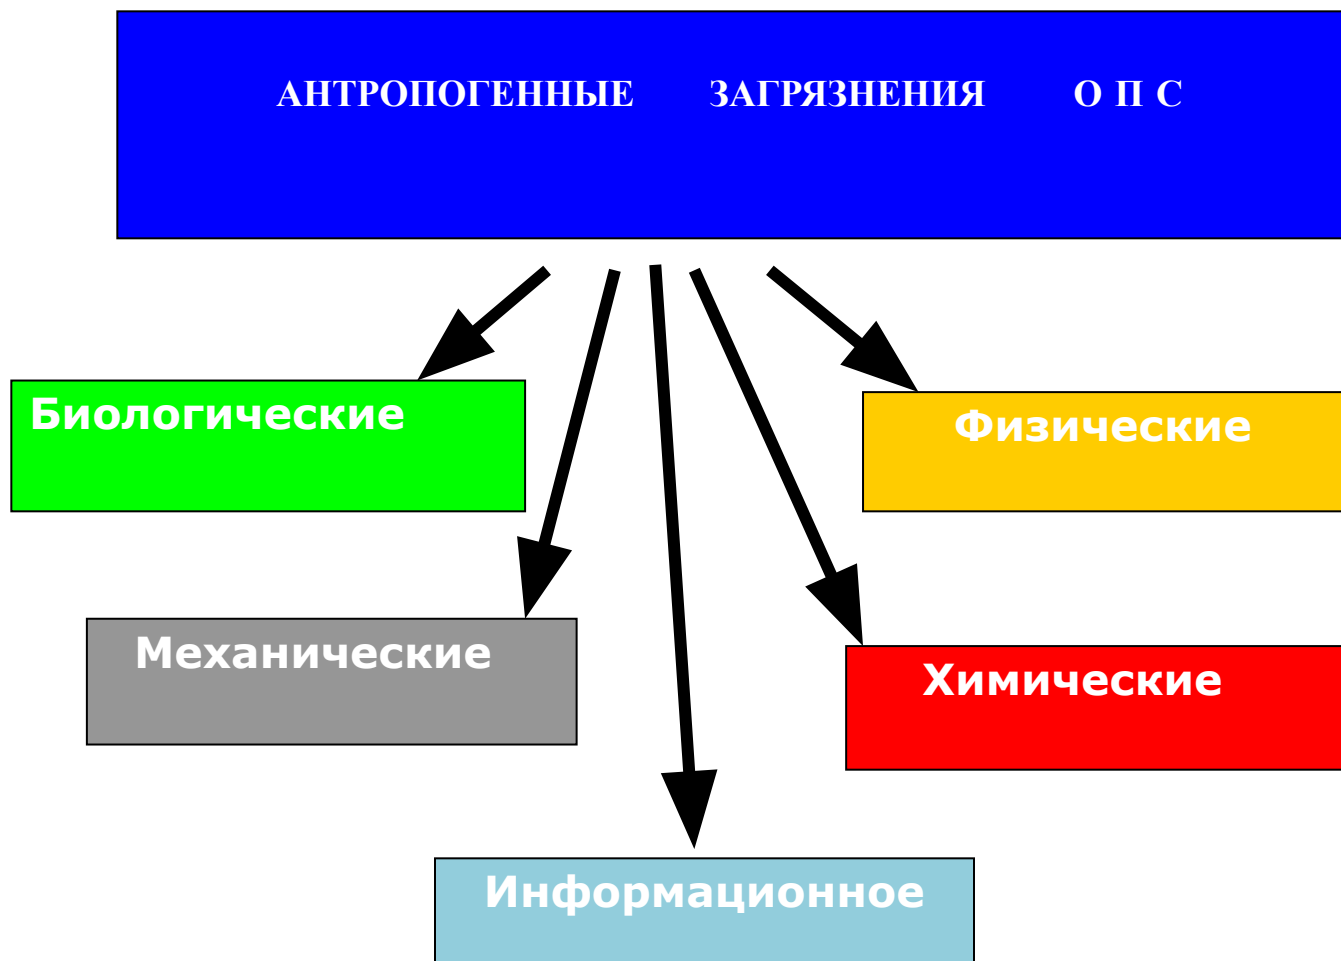 АНТРОПОГЕННЫЕ ЗАГРЯЗНЕНИЯ О П С
Биологические
Физические
Механические
Химические
Информационное